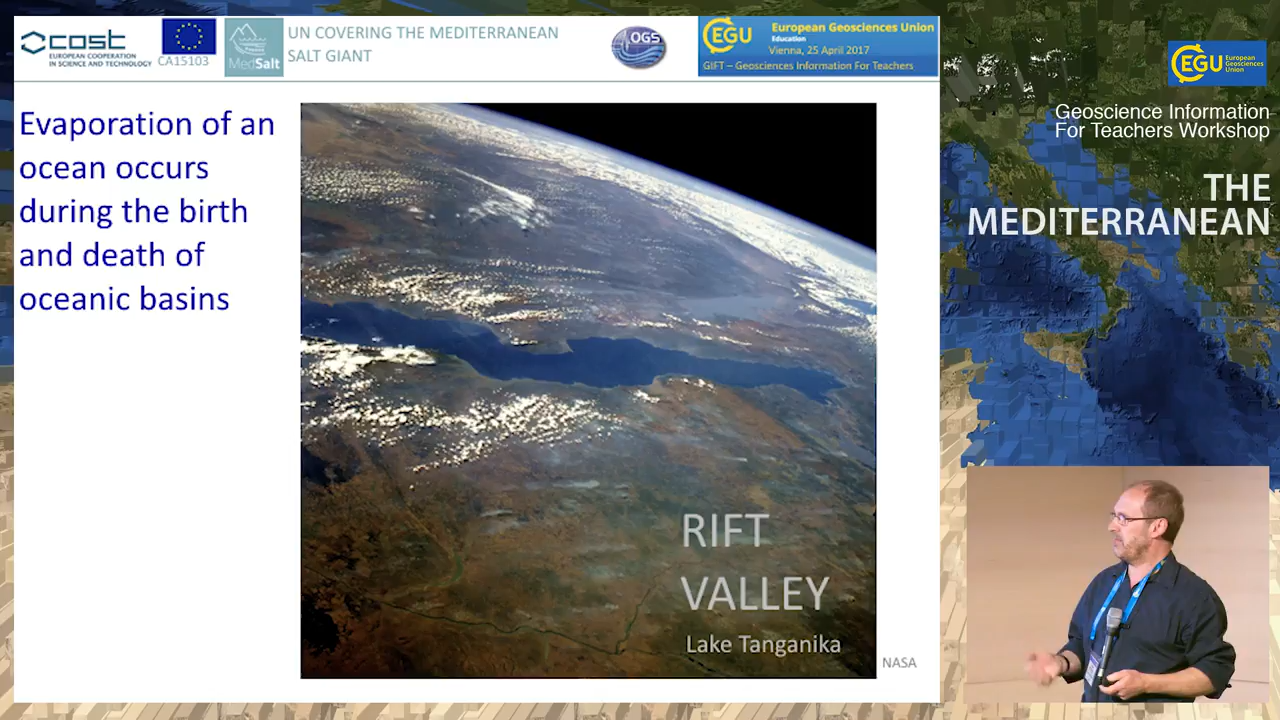 cost
EUROPEAN COOPERATION
IN SCIENCE AND TECHNOLOGY
CA15103
MedSalt
UN COVERING THE MEDITERRANEAN
SALT GIANT
OGS
EGU
European Geosciences Union
Education
Vienna, 25 April 2017
GIFT – Geosciences Information For Teachers
EGU
European
Geosciences
Union
Geoscience Information
For Teachers Workshop
THE
MEDITERRANEAN
Evaporation of an
ocean occurs
during the birth
and death of
oceanic basins
RIFT
VALLEY
Lake Tanganika
NASA